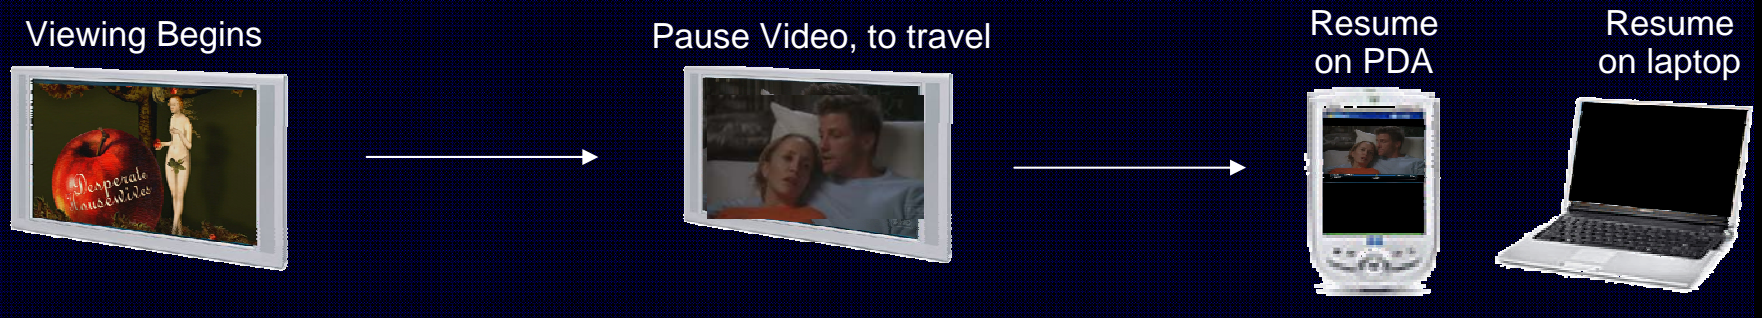 Viewing Begins
Desperate
Housewives
Pause Video, to travel
Resume
on PDA
Resume
on laptop